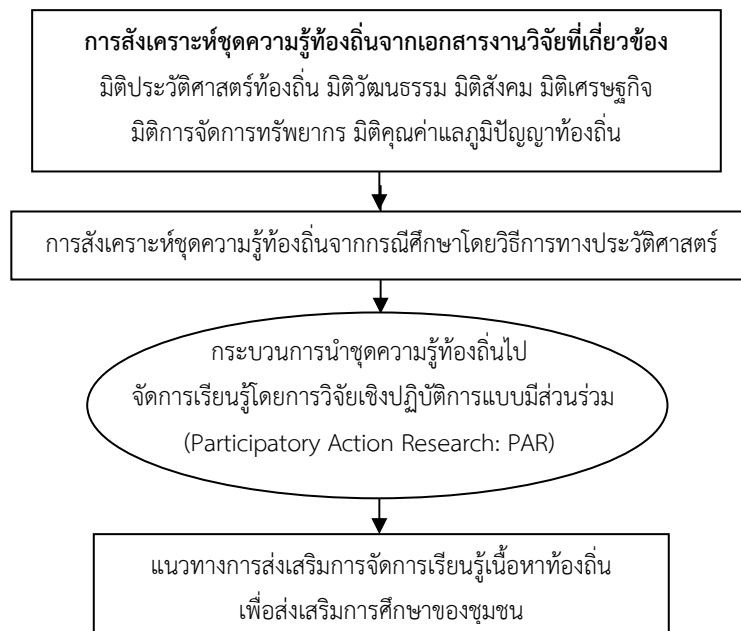 การสังเคราะห์ชุดความรู้ท้องถิ่นจากเอกสารงานวิจัยที่เกี่ยวข้อง
มิติประวัติศาสตร์ท้องถิ่น มิติวัฒนธรรม มิติสังคม มิติเศรษฐกิจ
มิติการจัดการทรัพยากร มิติคุณค่าแลภูมิปัญญาท้องถิ่น
การสังเคราะห์ชุดความรู้ท้องถิ่นจากกรณีศึกษาโดยวิธีการทางประวัติศาสตร์
กระบวนการนำชุดความรู้ท้องถิ่นไป
จัดการเรียนรู้โดยการวิจัยเชิงปฏิบัติการแบบมีส่วนร่วม
(Participatory Action Research: PAR)
แนวทางการส่งเสริมการจัดการเรียนรู้เนื้อหาท้องถิ่น
เพื่อส่งเสริมการศึกษาของชุมชน